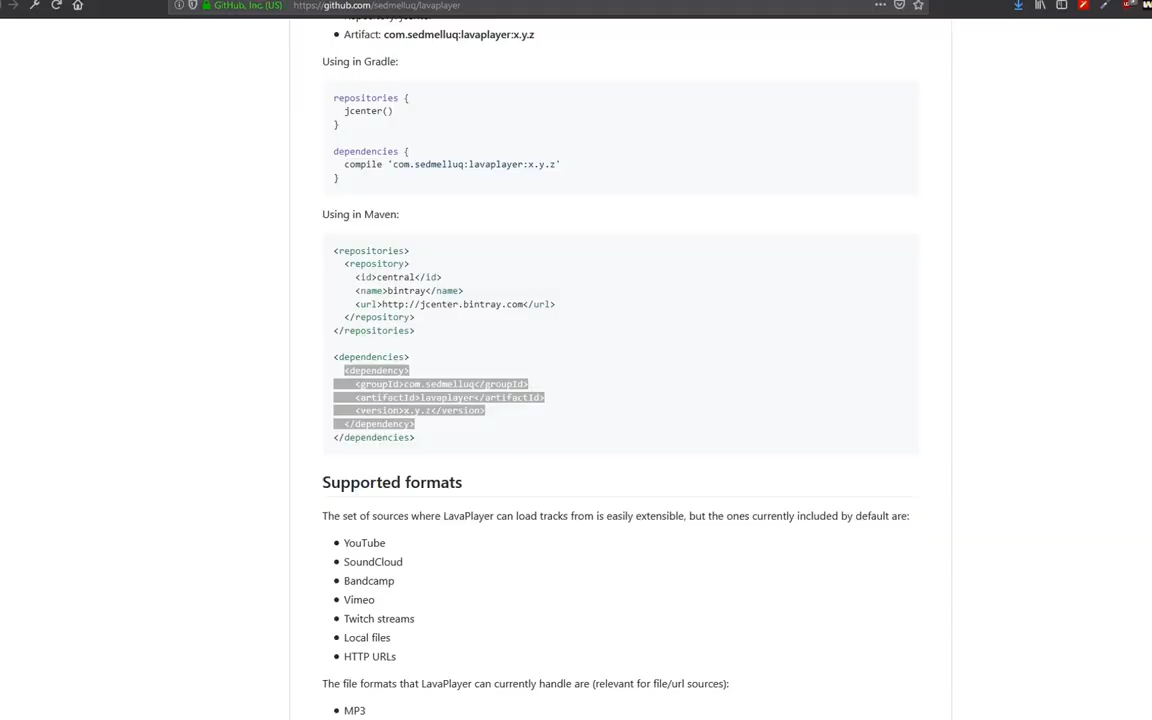 GitHub, Inc. (US) https://github.com/sedmelluq/lavaplayer
Artifact: com.sedmelluq:lavaplayer:x.y.z
Using in Gradle:
repositories {
jcenter()
}
dependencies {
compile 'com.sedmelluq:lavaplayer:x.y.z'
}
Using in Maven:
<repositories>
<repository>
<id>central</id>
<name>bintray</name>
<url>http://jcenter.bintray.com</url>
</repository>
</repositories>
<dependencies>
<dependency>
<groupId>com.sedmelluq</groupId>
<artifactId>lavaplayer</artifactId>
<version>x.y.z</version>
</dependency>
</dependencies>
Supported formats
The set of sources where LavaPlayer can load tracks from is easily extensible, but the ones currently included by default are:
YouTube
SoundCloud
Bandcamp
Vimeo
Twitch streams
Local files
HTTP URLs
The file formats that LavaPlayer can currently handle are (relevant for file/url sources):
MP3